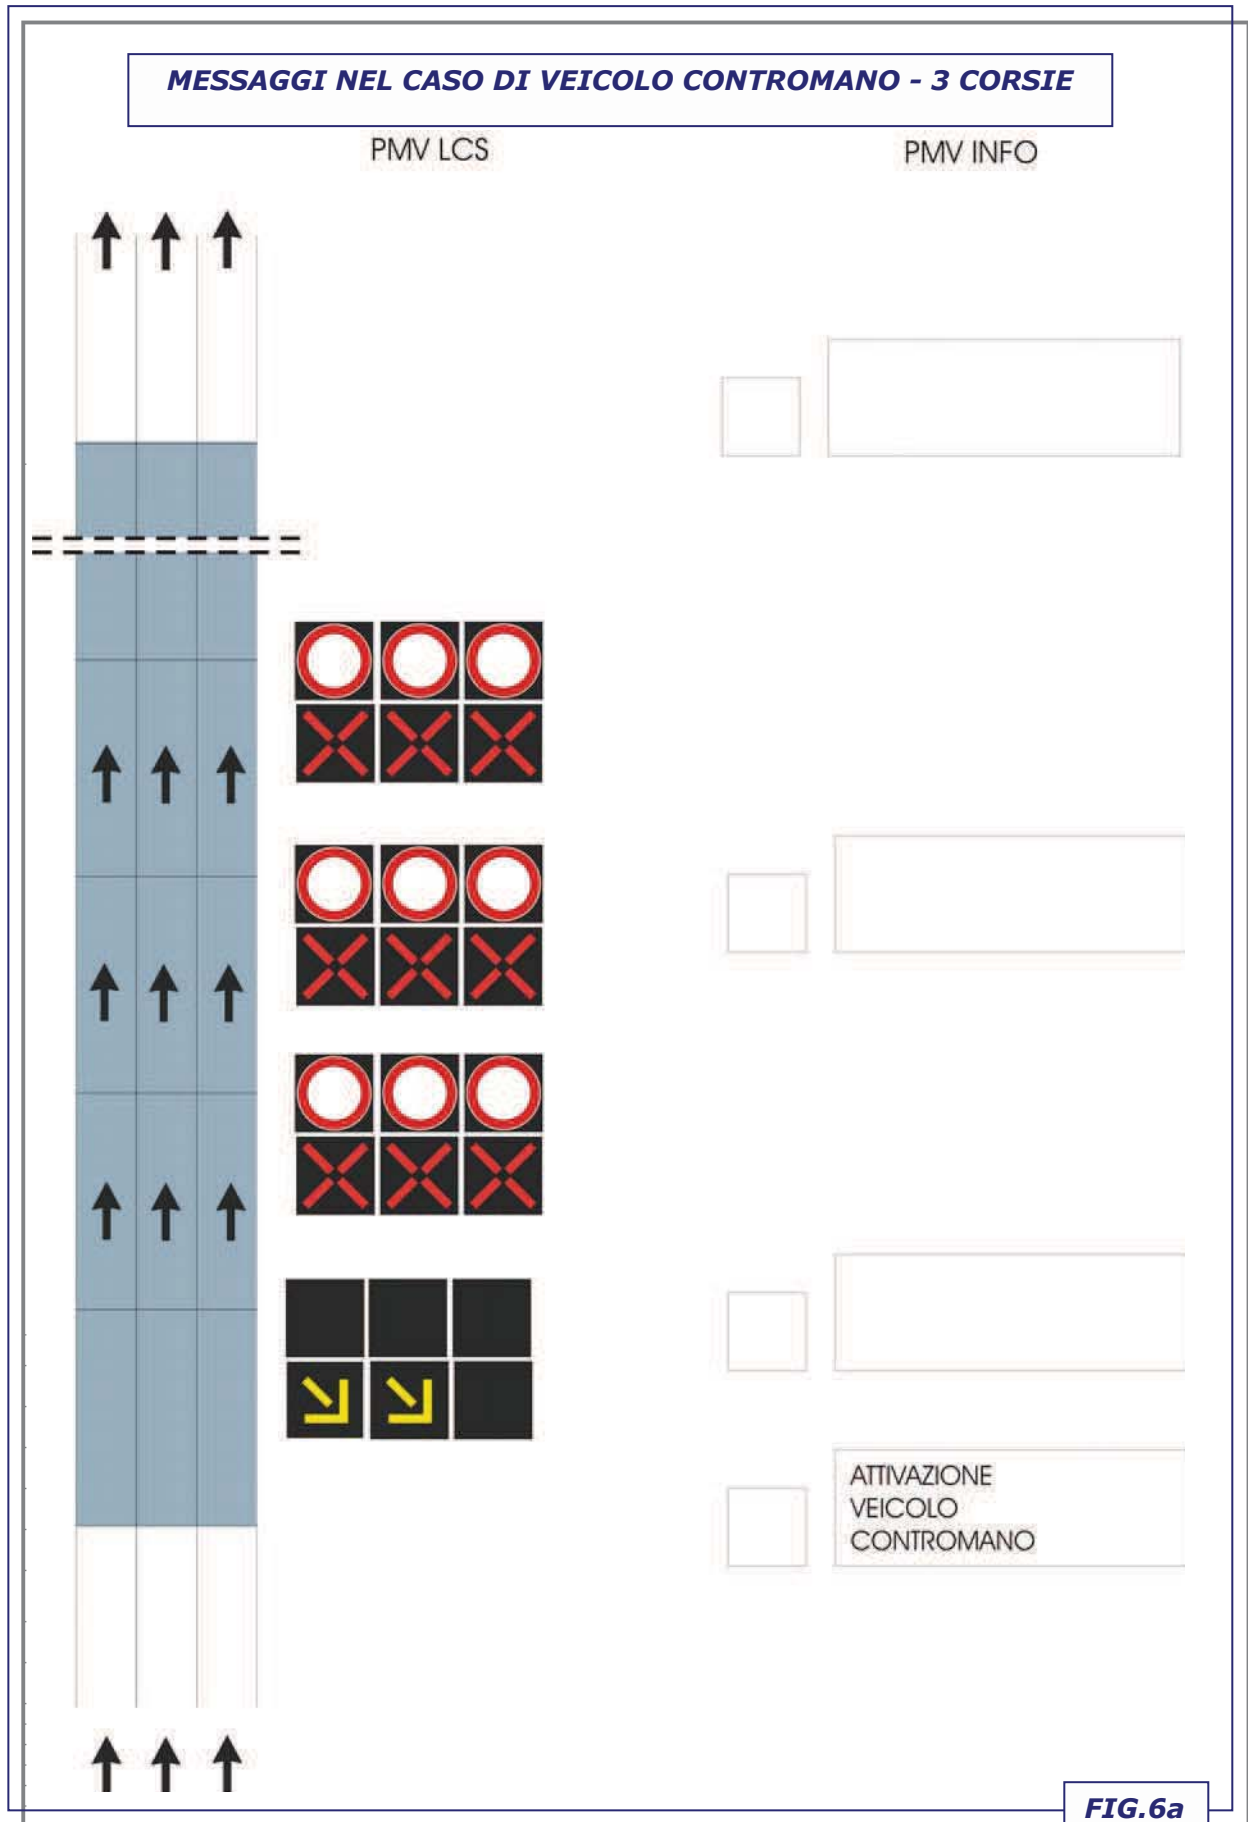 MESSAGGI NEL CASO DI VEICOLO CONTROMANO - 3 CORSIE
PMV LCS
PMV INFO
ATTIVAZIONE
VEICOLO
CONTROMANO
FIG.6a